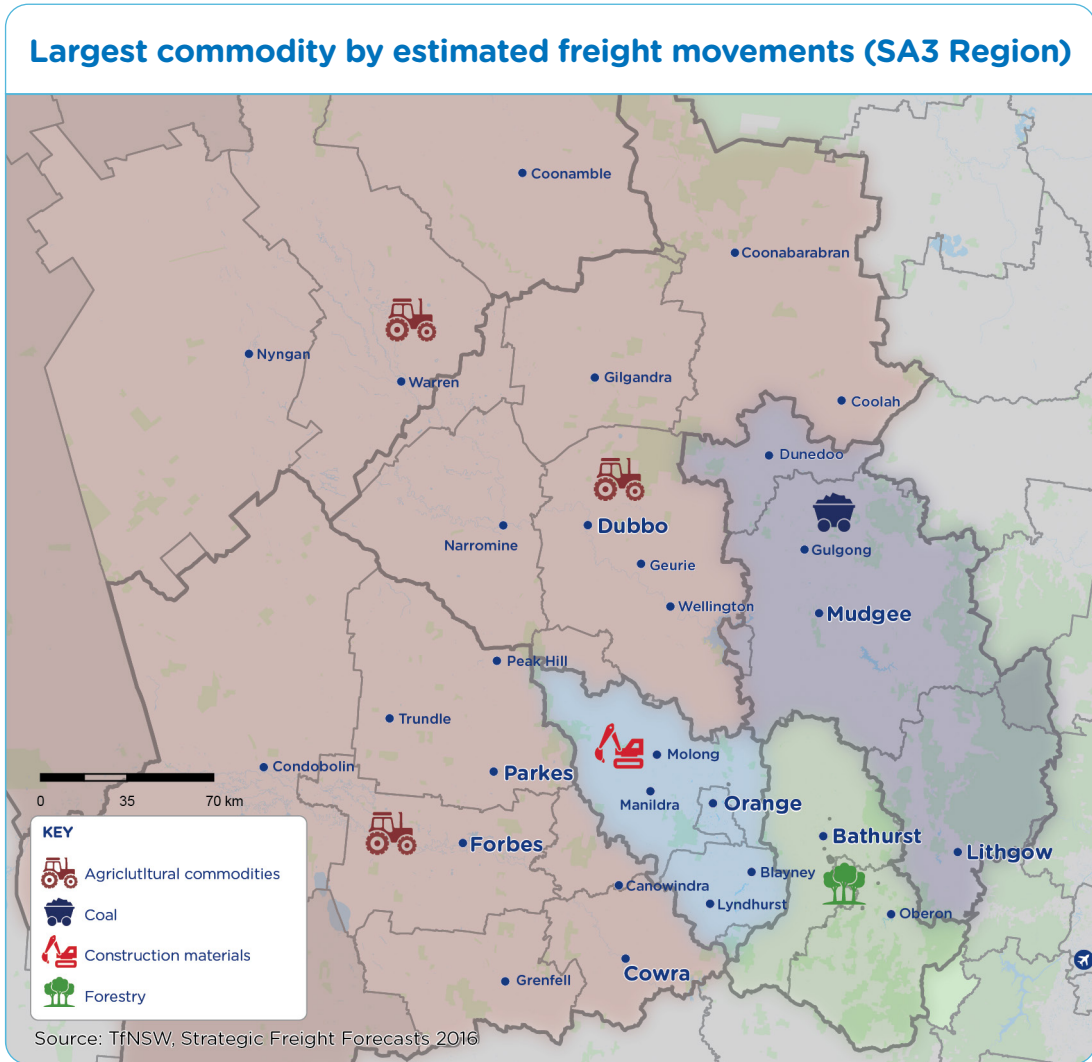 Largest commodity by estimated freight movements (SA3 Region)
Coonamble
Coonabarabran
Nyngan
Warren
Gilgandra
Coolah
Dunedoo
Dubbo
Narromine
Gulgong
Geurie
Wellington
Mudgee
Peak Hill
Trundle
Molong
Condobolin
Parkes
Manildra
Orange
0 35 70 km
Forbes
Bathurst
Lithgow
Canowindra
Blayney
Lyndhurst
Oberon
Cowra
Grenfell
KEY
Agriclutltural commodities
Coal
Construction materials
Forestry
Source: TfNSW, Strategic Freight Forecasts 2016